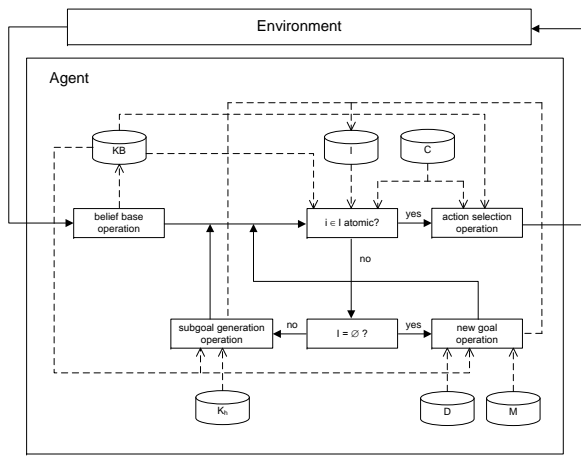 Environment
Agent
KB
I
C
belief base
operation
i ∈ I atomic?
yes
action selection
operation
no
subgoal generation
operation
no
I = ∅ ?
yes
new goal
operation
Kh
D
M